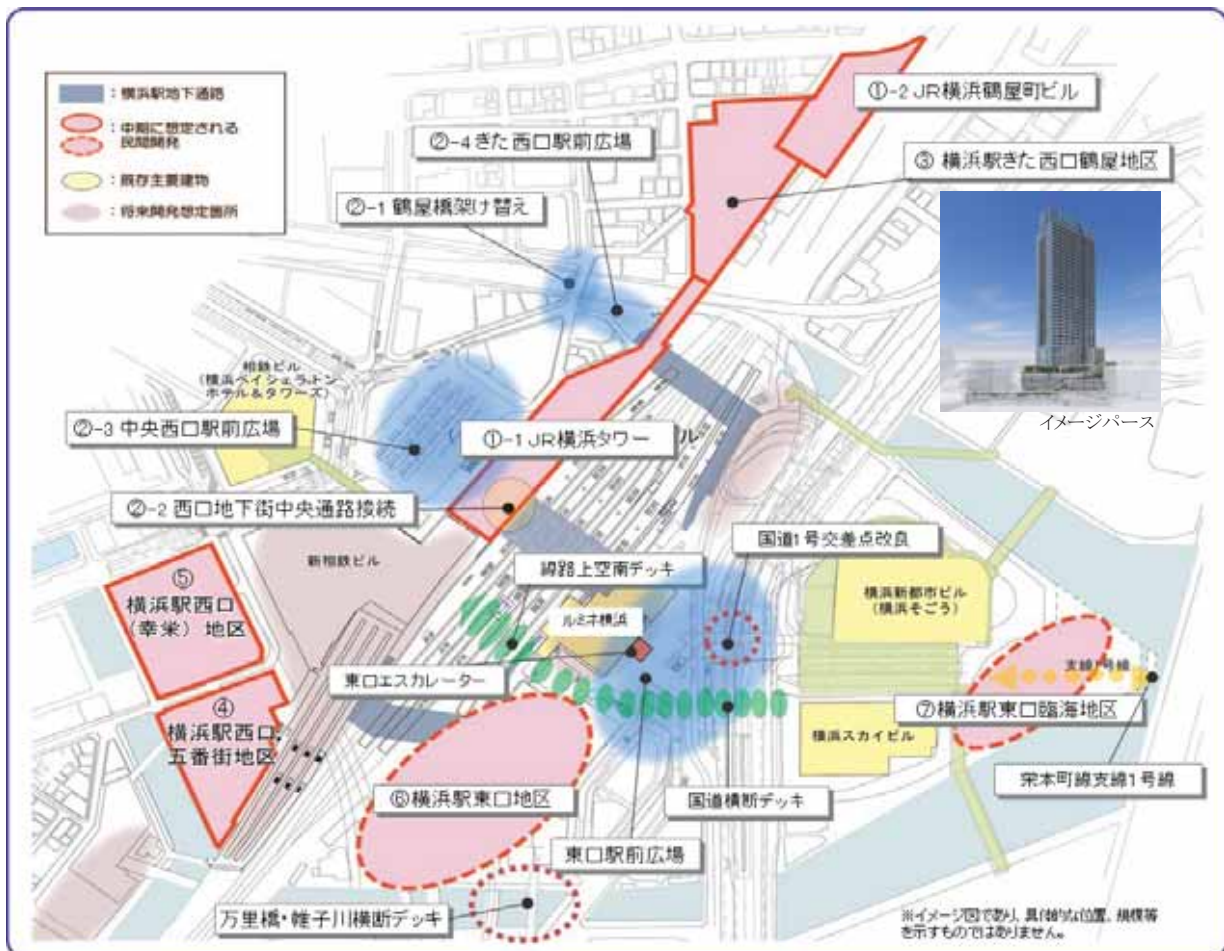 ：横浜駅地下通路
：中期に想定される
民間開発
：既存主要建物
：将来開発想定箇所
①-2 JR横浜鶴屋町ビル
②-4 きた西口駅前広場
③ 横浜駅きた西口鶴屋地区
②-1 鶴屋橋架け替え
イメージパース
相鉄ビル
（横浜ベイシェラトン
ホテル&タワーズ）
②-3 中央西口駅前広場
①-1 JR横浜タワー
ル
②-2 西口地下街中央通路接続
新相鉄ビル
国道1号交差点改良
線路上空南デッキ
横浜新都市ビル
（横浜そごう）
ルミネ横浜
⑤
横浜駅西口
（幸栄）地区
東口エスカレーター
支線1号線
④
横浜駅西口
五番街地区
⑦横浜駅東口臨海地区
横浜スカイビル
栄本町線支線1号線
⑥横浜駅東口地区
国道横断デッキ
東口駅前広場
万里橋・帷子川横断デッキ
※イメージ図であり、具体的な位置、規模等
を示すものではありません。